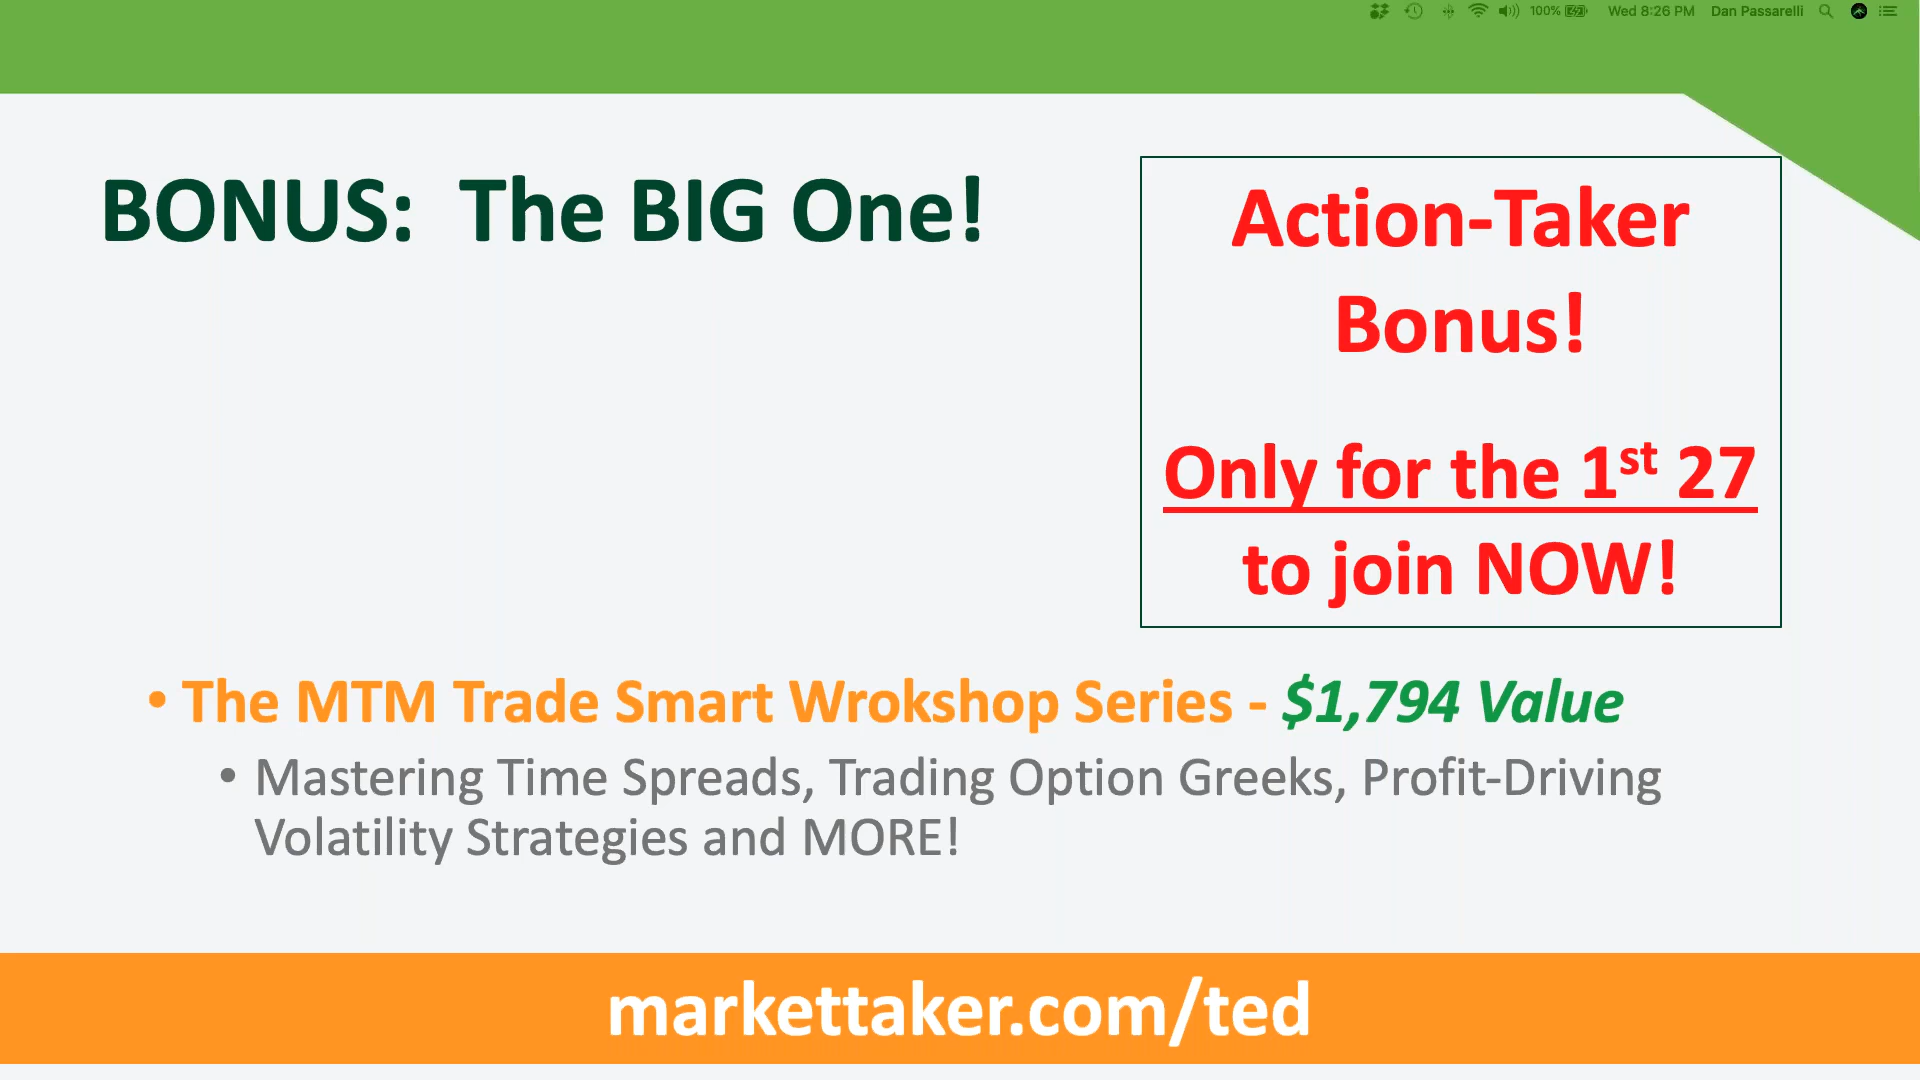 100% Wed 8:26 PM Dan Passarelli
BONUS: The BIG One!
Action-Taker
Bonus!
Only for the 1st 27
to join NOW!
• The MTM Trade Smart Wrokshop Series - $1,794 Value
• Mastering Time Spreads, Trading Option Greeks, Profit-Driving
Volatility Strategies and MORE!
markettaker.com/ted